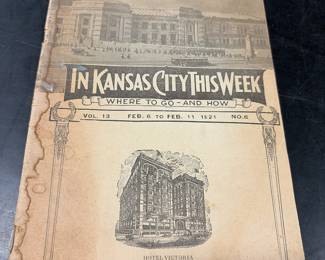 IN KANSAS CITY THIS WEEK
WHERE TO GO - AND HOW
VOL. 13 FEB. 6 TO FEB. 11 1921 NO. 6
HOTEL VICTORIA